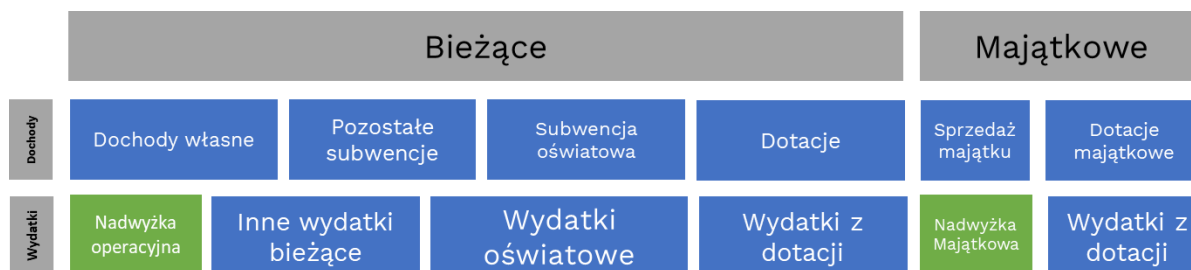 Bieżące
Majątkowe
Dochody
Dochody własne
Pozostałe
subwencje
Subwencja
oświatowa
Dotacje
Sprzedaż
majątku
Dotacje
majątkowe
Wydatki
Nadwyżka
operacyjna
Inne wydatki
bieżące
Wydatki
oświatowe
Wydatki z
dotacji
Nadwyżka
Majątkowa
Wydatki z
dotacji